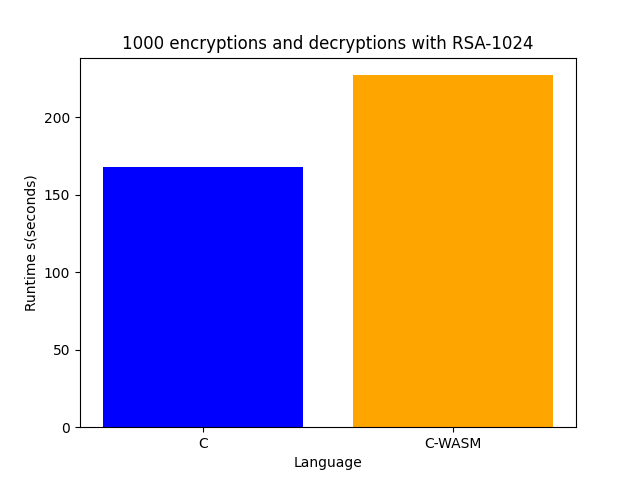 1000 encryptions and decryptions with RSA-1024
Runtime s(seconds)
200
150
100
50
0
C
C-WASM
Language